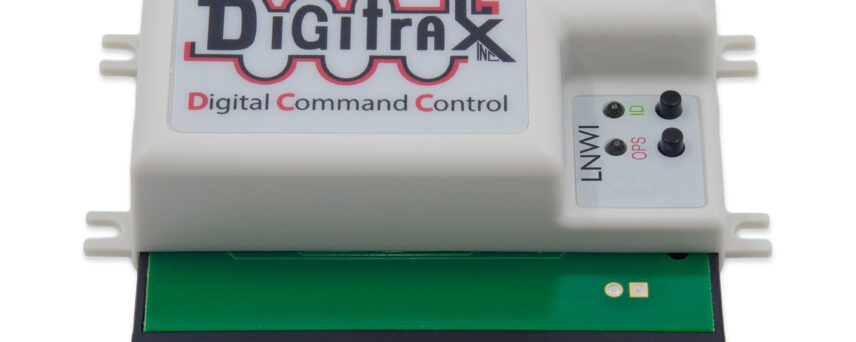 DIGITRAX
INC.
Digital Command Control
LNWI
ID
OPS